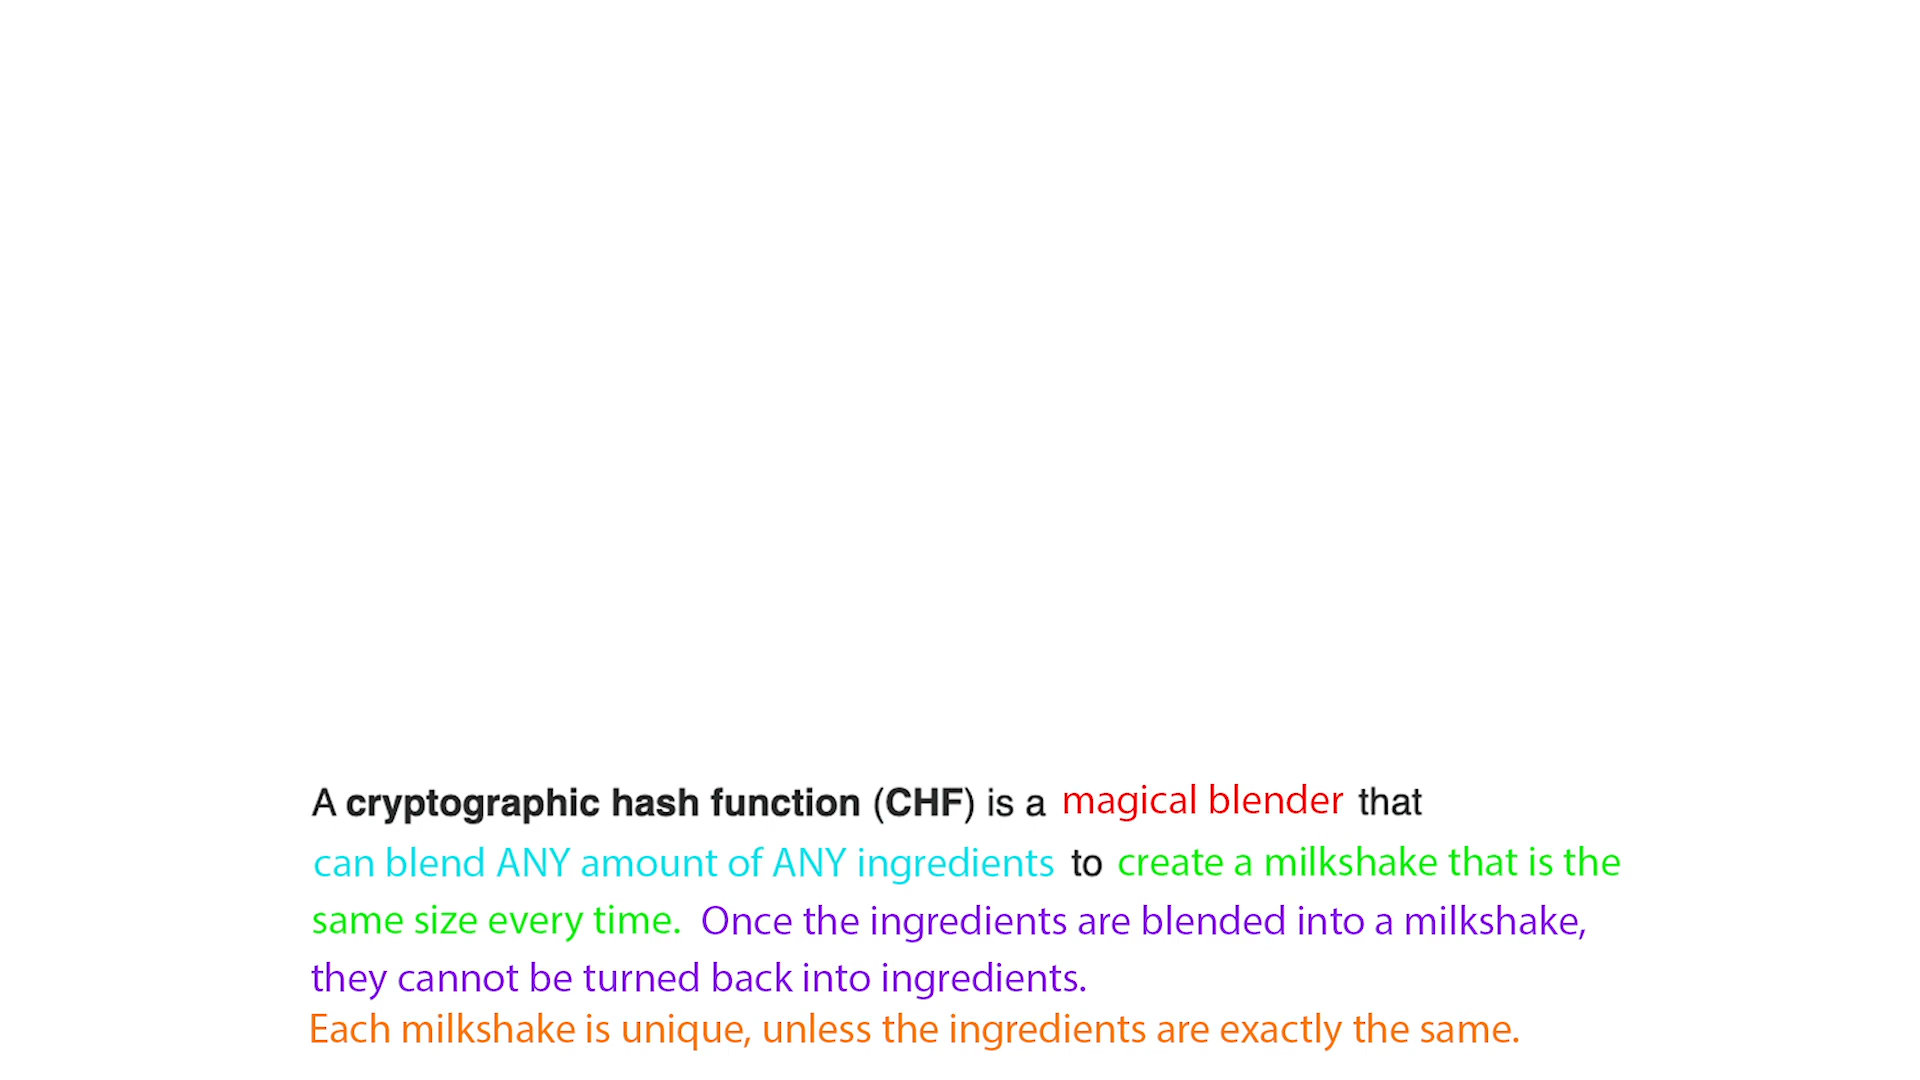 A cryptographic hash function (CHF) is a magical blender that
can blend ANY amount of ANY ingredients to create a milkshake that is the
same size every time. Once the ingredients are blended into a milkshake,
they cannot be turned back into ingredients.
Each milkshake is unique, unless the ingredients are exactly the same.